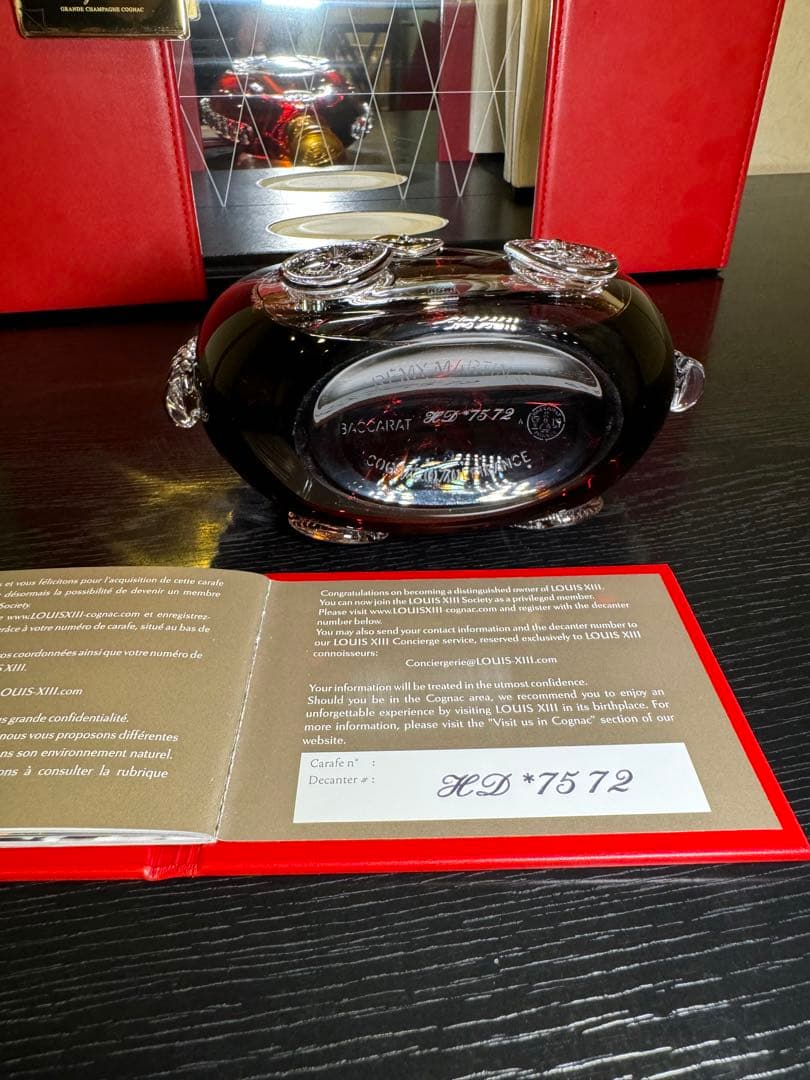 GRANDE CHAMPAGNE COGNAC
REMY MARTIN
BACCARAT HD *7572
FRANCE
s et vous félicitons pour l'acquisition de cette carafe
désormais la possibilité de devenir un membre
Society.
www.LOUISXIII-cognac.com et enregistrez-
grâce à votre numéro de carafe, situé au bas de
os coordonnées ainsi que votre numéro de
S XIII.
OUIS-XIII.com
s grande confidentialité.
nous vous proposons différentes
ns son environnement naturel.
ons à consulter la rubrique
Congratulations on becoming a distinguished owner of LOUIS XIII.
You can now join the LOUIS XIII Society as a privileged member.
Please visit www.LOUISXIII-cognac.com and register with the decanter
number below.
You may also send your contact information and the decanter number to
our LOUIS XIII Concierge service, reserved exclusively to LOUIS XIII
connoisseurs:
Conciergerie@LOUIS-XIII.com
Your information will be treated in the utmost confidence.
Should you be in the Cognac area, we recommend you to enjoy an
unforgettable experience by visiting LOUIS XIII in its birthplace. For
more information, please visit the "Visit us in Cognac" section of our
website.
Carafe n° :
Decanter # :
HD *7572